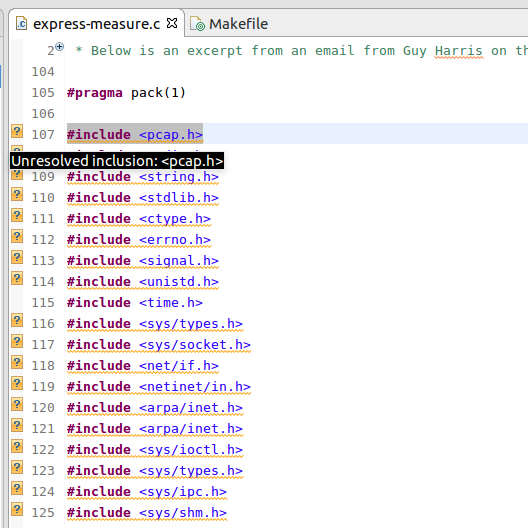 express-measure.c Makefile
2 * Below is an excerpt from an email from Guy Harris on th
104
105 #pragma pack(1)
106
107 #include <pcap.h>
Unresolved inclusion: <pcap.h>
109 #include <string.h>
110 #include <stdlib.h>
111 #include <ctype.h>
112 #include <errno.h>
113 #include <signal.h>
114 #include <unistd.h>
115 #include <time.h>
116 #include <sys/types.h>
117 #include <sys/socket.h>
118 #include <net/if.h>
119 #include <netinet/in.h>
120 #include <arpa/inet.h>
121 #include <arpa/inet.h>
122 #include <sys/ioctl.h>
123 #include <sys/types.h>
124 #include <sys/ipc.h>
125 #include <sys/shm.h>